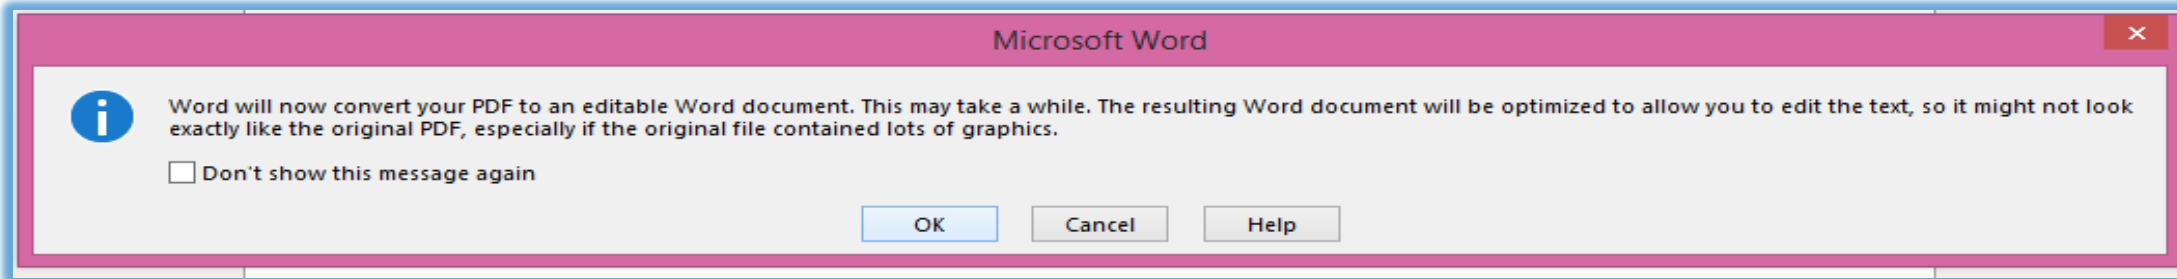 Microsoft Word
Word will now convert your PDF to an editable Word document. This may take a while. The resulting Word document will be optimized to allow you to edit the text, so it might not look
exactly like the original PDF, especially if the original file contained lots of graphics.
Don't show this message again
OK Cancel Help